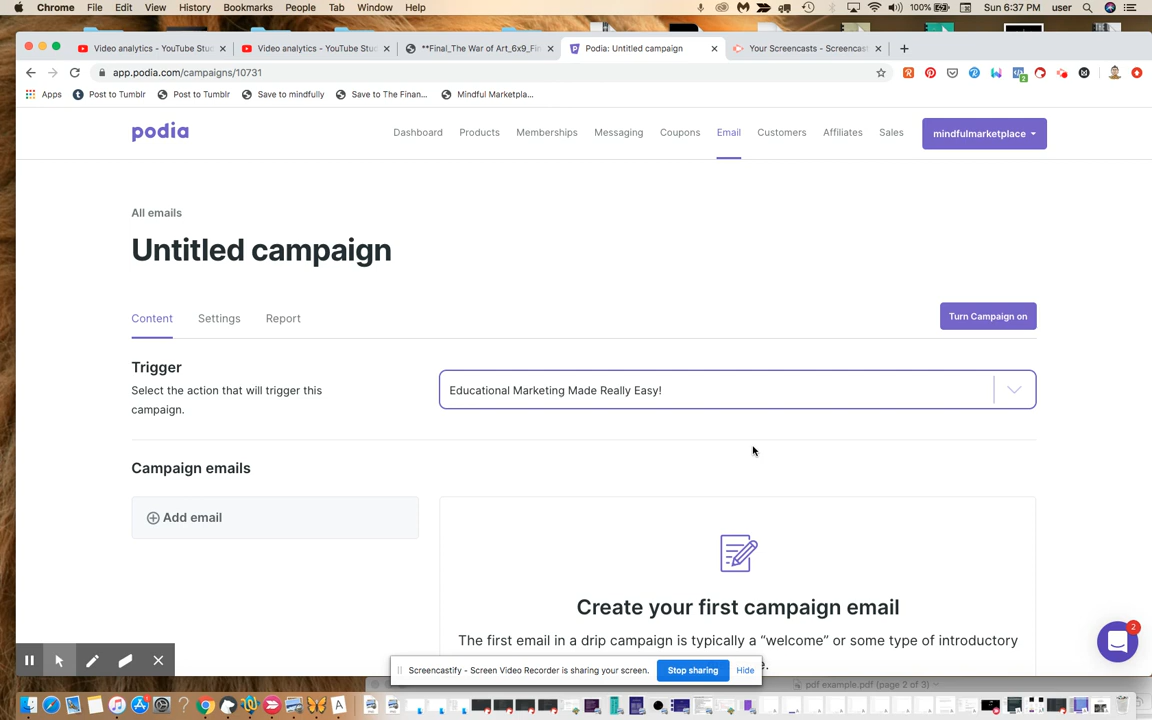 Chrome File Edit View History Bookmarks People Tab Window Help 100% Sun 6:37 PM user
Video analytics - YouTube Stud Video analytics - YouTube Stud **Final_The War of Art_6x9_Fin Podia: Untitled campaign Your Screencasts - Screencast
app.podia.com/campaigns/10731 2
Apps Post to Tumblr Post to Tumblr Save to mindfully Save to The Finan... Mindful Marketpla...
podia Dashboard Products Memberships Messaging Coupons Email Customers Affiliates Sales mindfulmarketplace
All emails
Untitled campaign
Content Settings Report Turn Campaign on
Trigger
Select the action that will trigger this
campaign.
Educational Marketing Made Really Easy!
Campaign emails
Add email
Create your first campaign email
The first email in a drip campaign is typically a “welcome” or some type of introductory
2
Screencastify - Screen Video Recorder is sharing your screen. Stop sharing Hide
pdf example.pdf (page 2 of 3)